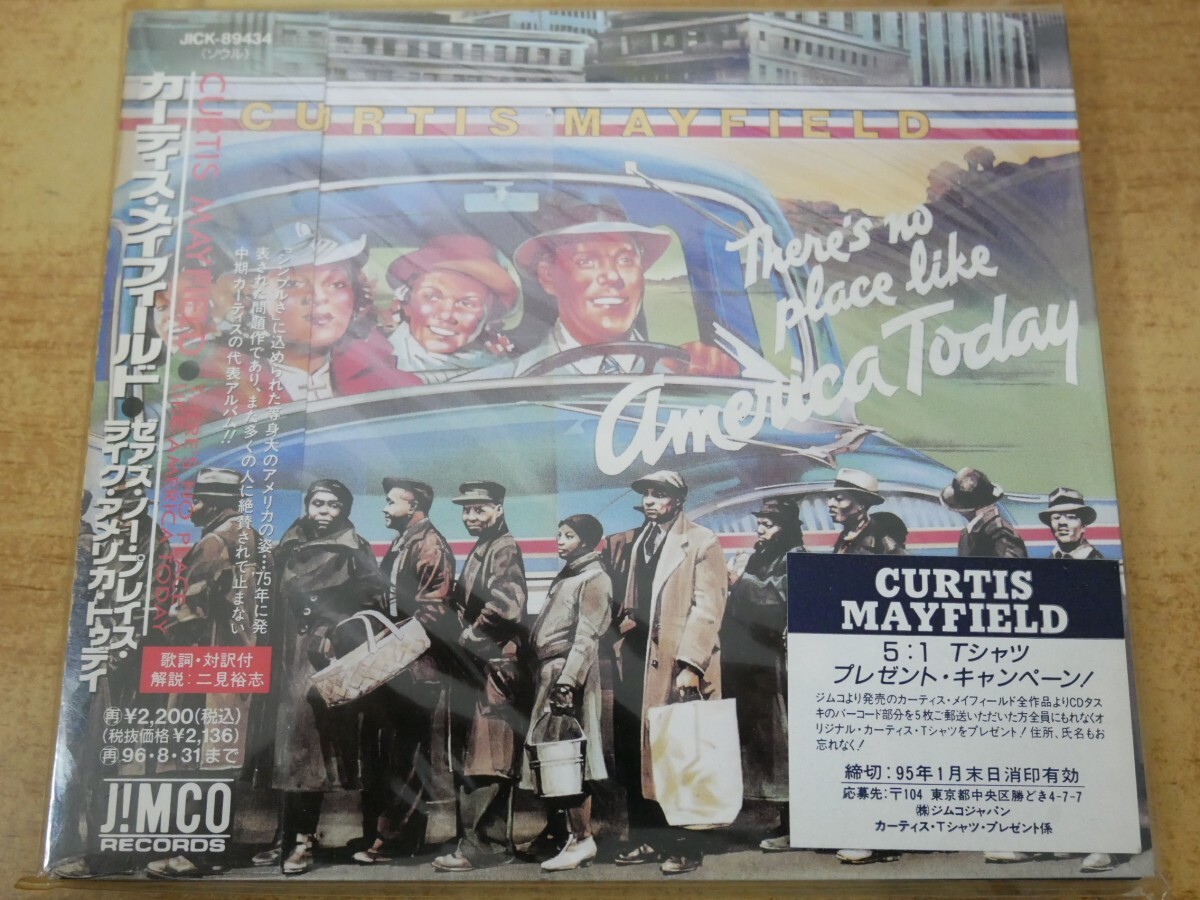 JICK-89434
〈ソウル〉
CURTIS MAYFIELD
カーティス・メイフィールド●ゼアズ・ノー・プレイス・
ライク・アメリカ・トゥデイ
CURTIS MAYFIELD
“シンプルさ”に込められた等身大のアメリカの姿…’75年に発
表された問題作であり、また多くの人に絶賛されて止まない
中期カーティスの代表アルバム!!
There's no
place like
America Today
歌詞・対訳付
解説:二見裕志
再¥2,200(税込)
(税抜価格¥2,136)
再96・8・31まで
J!MCO
RECORDS
CURTIS
MAYFIELD
5:1 Tシャツ
プレゼント・キャンペーン!
ジムコより発売のカーティス・メイフィールド全作品よりCDタス
キのバーコード部分を5枚ご郵送いただいた方全員にもれなくオ
リジナル・カーティス・Tシャツをプレゼント! 住所、氏名もお
忘れなく!
締切:95年1月末日消印有効
応募先:〒104 東京都中央区勝どき4-7-7
㈱ジムコジャパン
カーティス・Tシャツ・プレゼント係